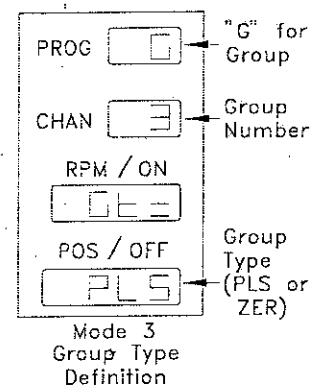 PROG G
"G" for
Group
CHAN 3
Group
Number
RPM / ON
Gt=
POS / OFF
PLS
Group
Type
(PLS or
ZER)
Mode 3
Group Type
Definition